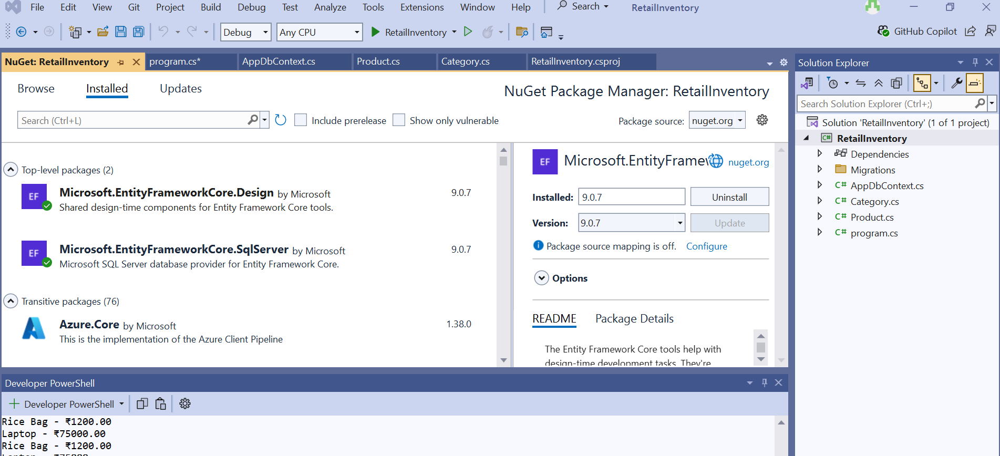 File Edit View Git Project Build Debug Test Analyze Tools Extensions Window Help Search RetailInventory
Debug Any CPU RetailInventory GitHub Copilot
NuGet: RetailInventory program.cs* AppDbContext.cs Product.cs Category.cs RetailInventory.csproj
Browse Installed Updates
NuGet Package Manager: RetailInventory
Search (Ctrl+L) Include prerelease Show only vulnerable Package source: nuget.org
Top-level packages (2)
EF
Microsoft.EntityFrameworkCore.Design by Microsoft 9.0.7
Shared design-time components for Entity Framework Core tools.
EF
Microsoft.EntityFrameworkCore.SqlServer by Microsoft 9.0.7
Microsoft SQL Server database provider for Entity Framework Core.
Transitive packages (76)
Azure.Core by Microsoft 1.38.0
This is the implementation of the Azure Client Pipeline
EF
Microsoft.EntityFramew nuget.org
Installed: 9.0.7 Uninstall
Version: 9.0.7 Update
Package source mapping is off. Configure
Options
README Package Details
The Entity Framework Core tools help with
design-time development tasks. They're
Solution Explorer
Search Solution Explorer (Ctrl+;)
Solution 'RetailInventory' (1 of 1 project)
C# RetailInventory
Dependencies
Migrations
C# AppDbContext.cs
C# Category.cs
C# Product.cs
C# program.cs
Developer PowerShell
Developer PowerShell
Rice Bag - ₹1200.00
Laptop - ₹75000.00
Rice Bag - ₹1200.00
Laptop - ₹75000